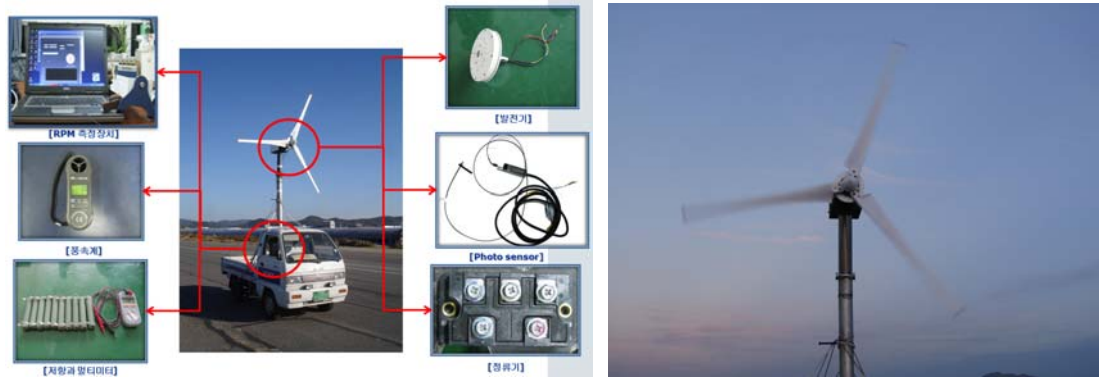 [RPM 측정장치]
[발전기]
[풍속계]
[Photo sensor]
[저항과 멀티미터]
[정류기]